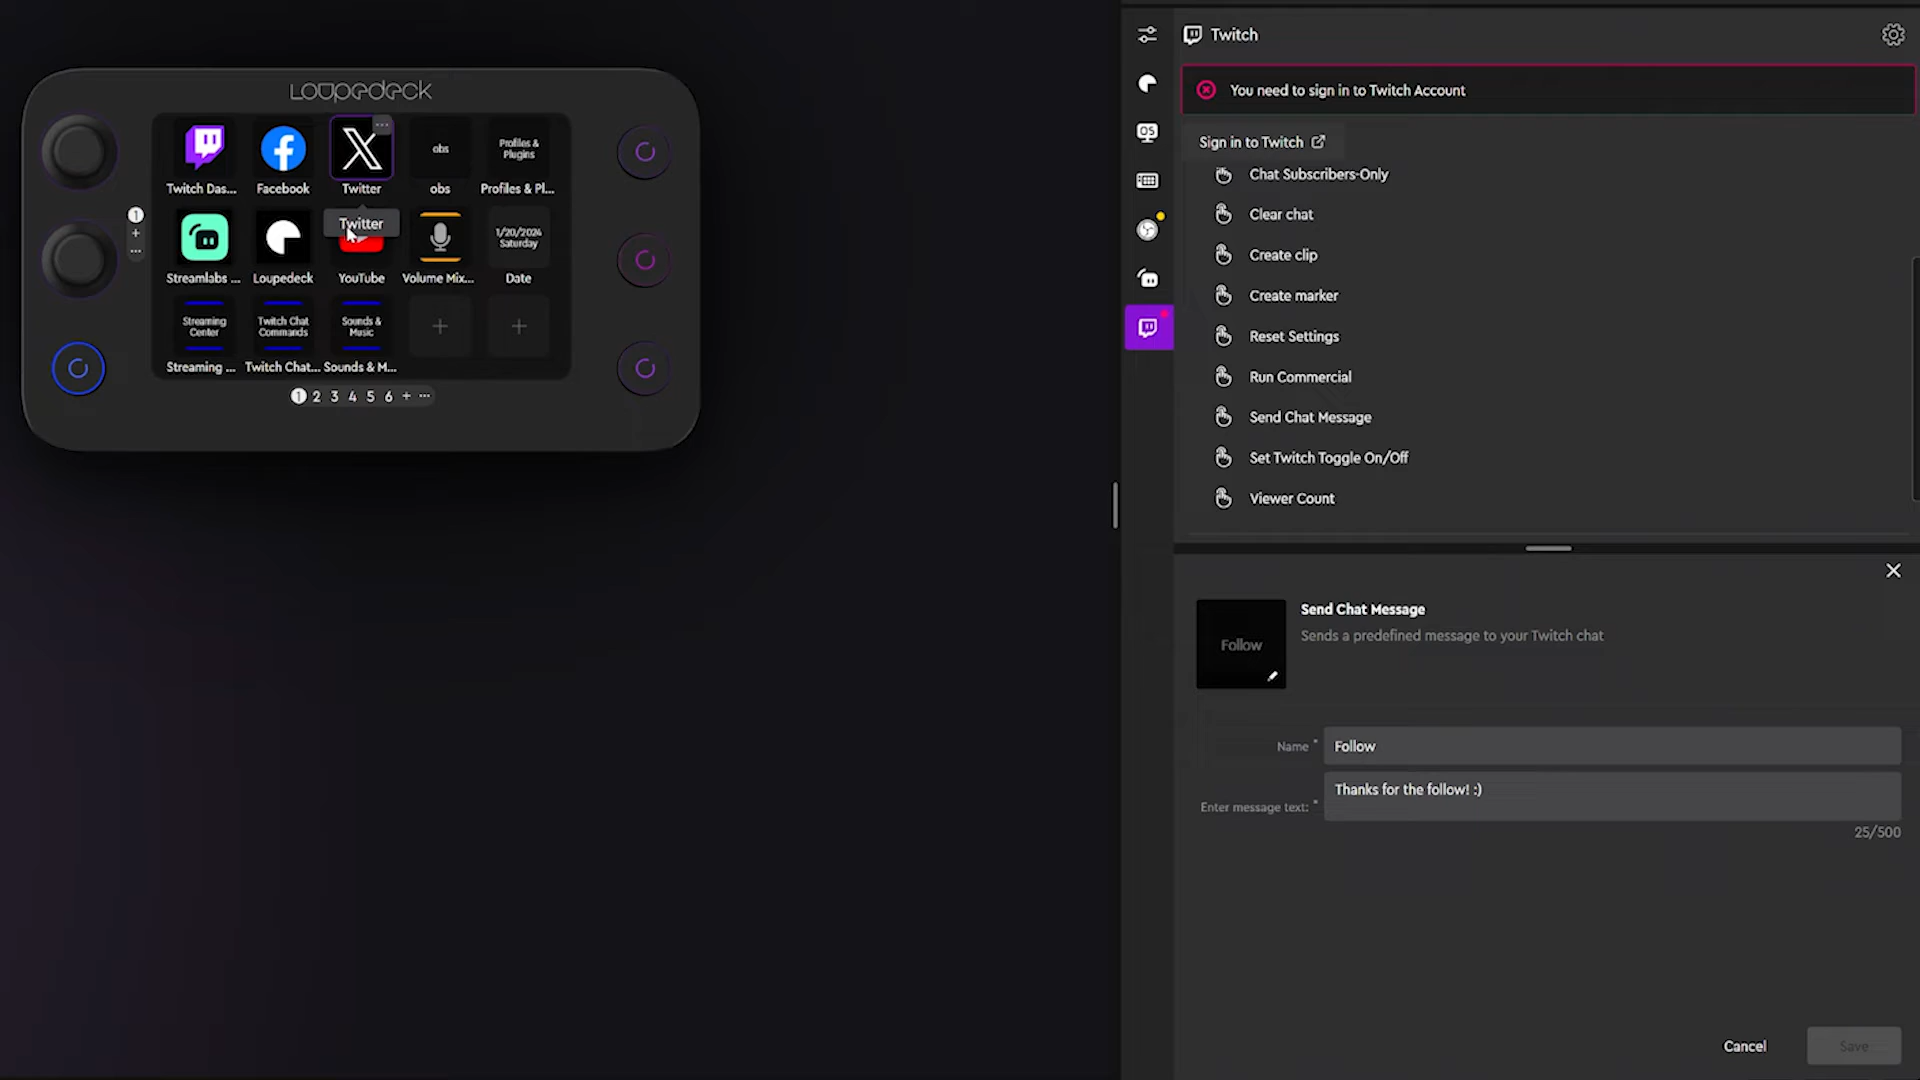 Loupedeck
Twitch Das...
Facebook
Twitter
obs
obs
Profiles &
Plugins
Profiles & Pl...
Twitter
1/20/2024
Saturday
Streamlabs ...
Loupedeck
YouTube
Volume Mix...
Date
Streaming
Center
Twitch Chat
Commands
Sounds &
Music
Streaming ...
Twitch Chat...
Sounds & M...
1
+
...
1 2 3 4 5 6 + ...
OS
Twitch
You need to sign in to Twitch Account
Sign in to Twitch
Chat Subscribers-Only
Clear chat
Create clip
Create marker
Reset Settings
Run Commercial
Send Chat Message
Set Twitch Toggle On/Off
Viewer Count
Follow
Send Chat Message
Sends a predefined message to your Twitch chat
Name *
Follow
Enter message text: *
Thanks for the follow! :)
25/500
Cancel
Save